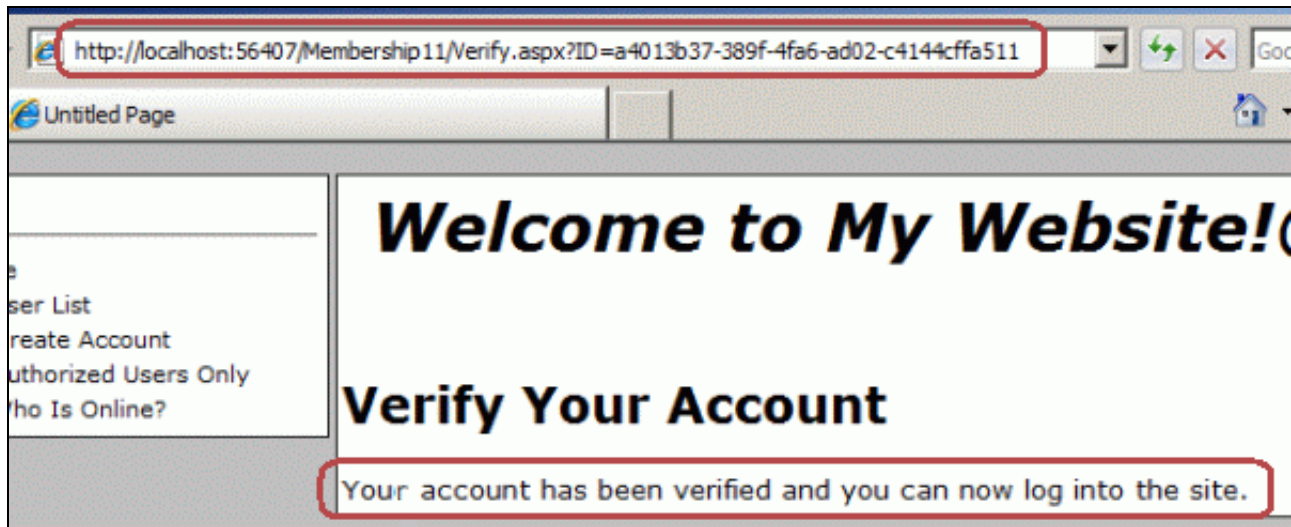 http://localhost:56407/Membership11/Verify.aspx?ID=a4013b37-389f-4fa6-ad02-c4144cffa511
Goo
Untitled Page
Welcome to My Website!
e
ser List
reate Account
uthorized Users Only
ho Is Online?
Verify Your Account
Your account has been verified and you can now log into the site.